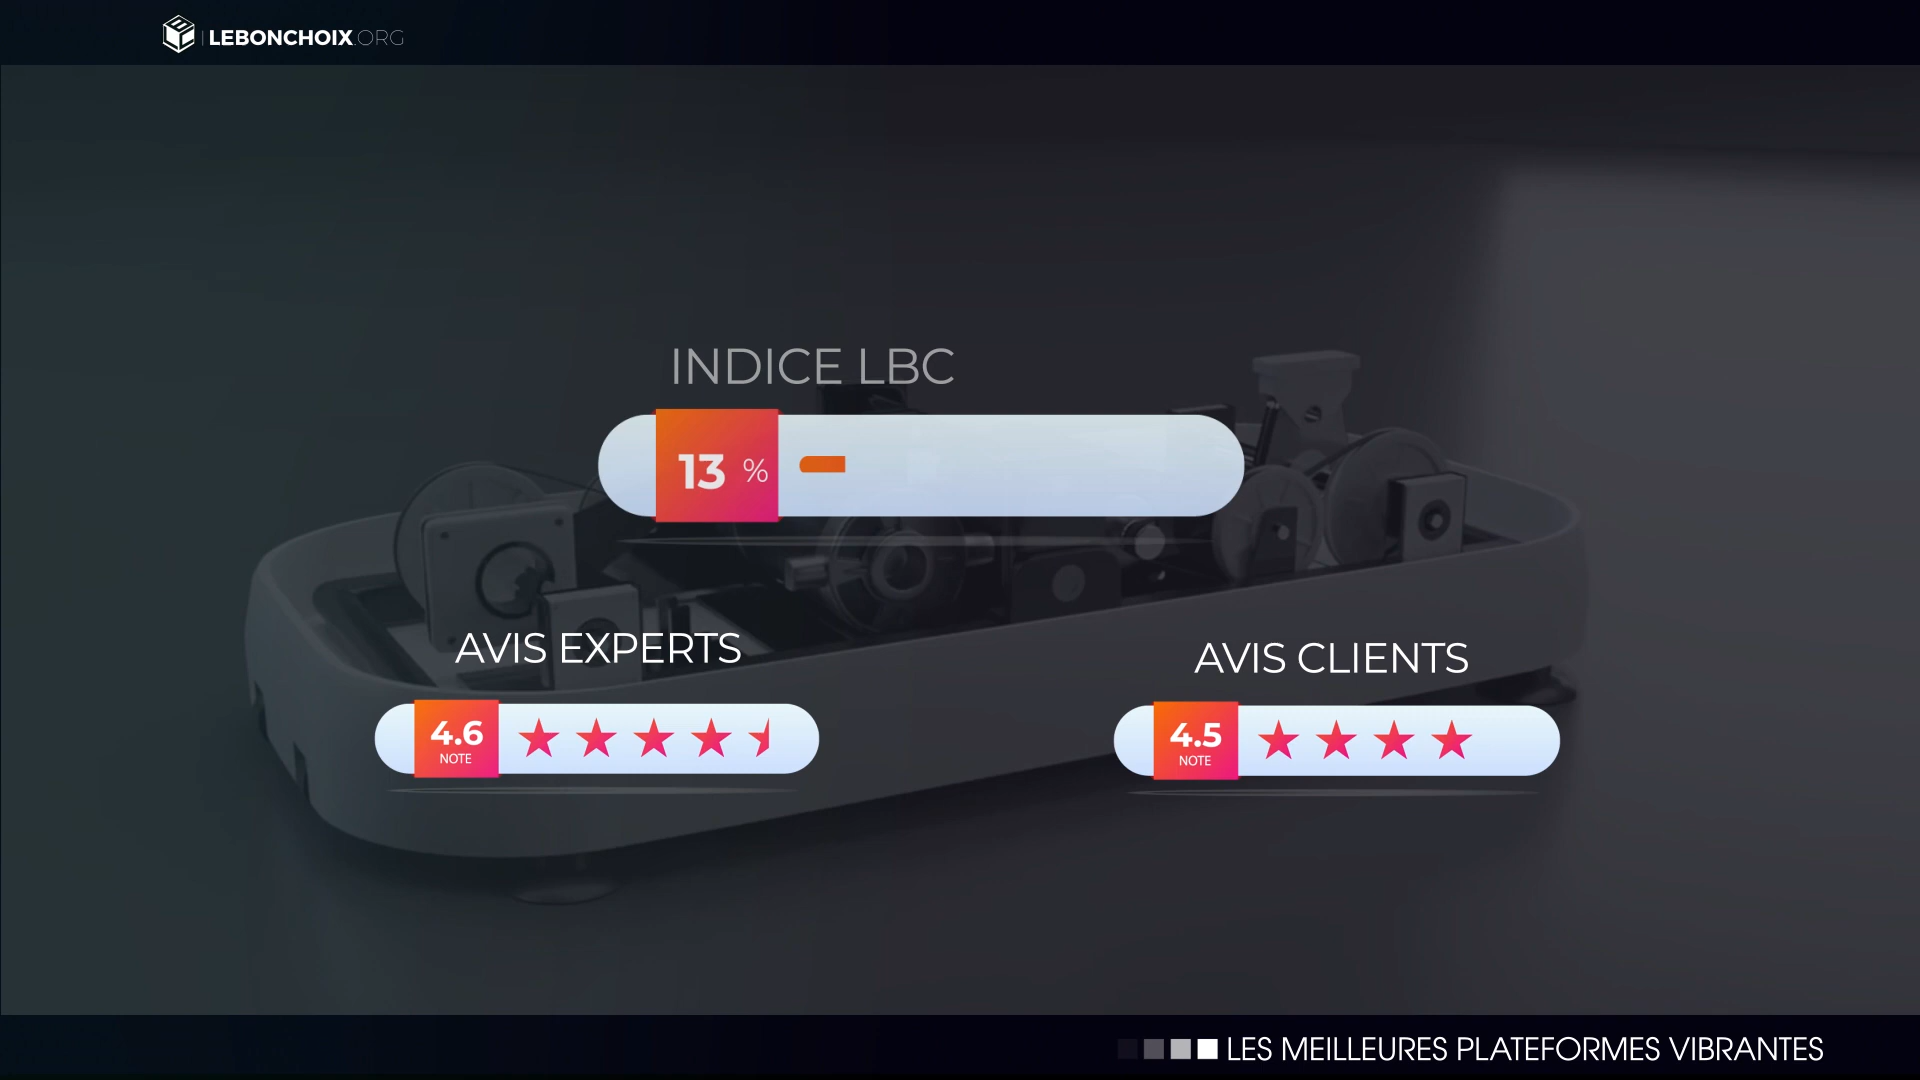 LEBONCHOIX.ORG
INDICE LBC
13 %
AVIS EXPERTS
4.6
NOTE
AVIS CLIENTS
4.5
NOTE
LES MEILLEURES PLATEFORMES VIBRANTES